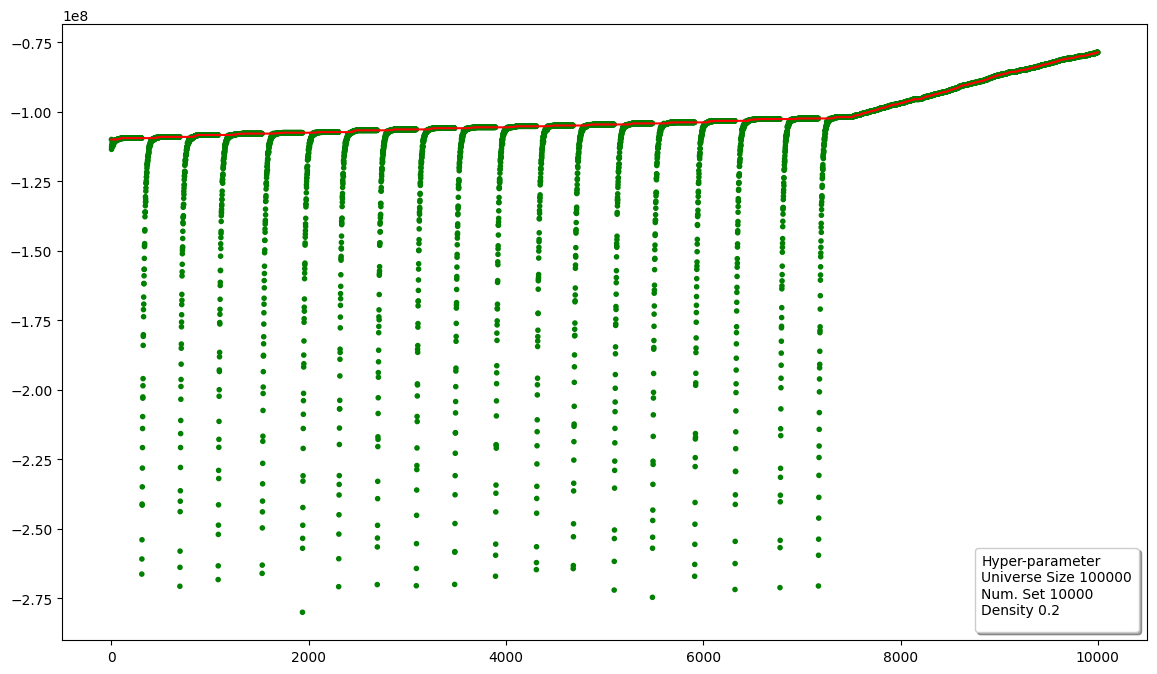 1e8
−0.75
−1.00
−1.25
−1.50
−1.75
−2.00
−2.25
−2.50
−2.75
Hyper-parameter
Universe Size 100000
Num. Set 10000
Density 0.2
0 2000 4000 6000 8000 10000